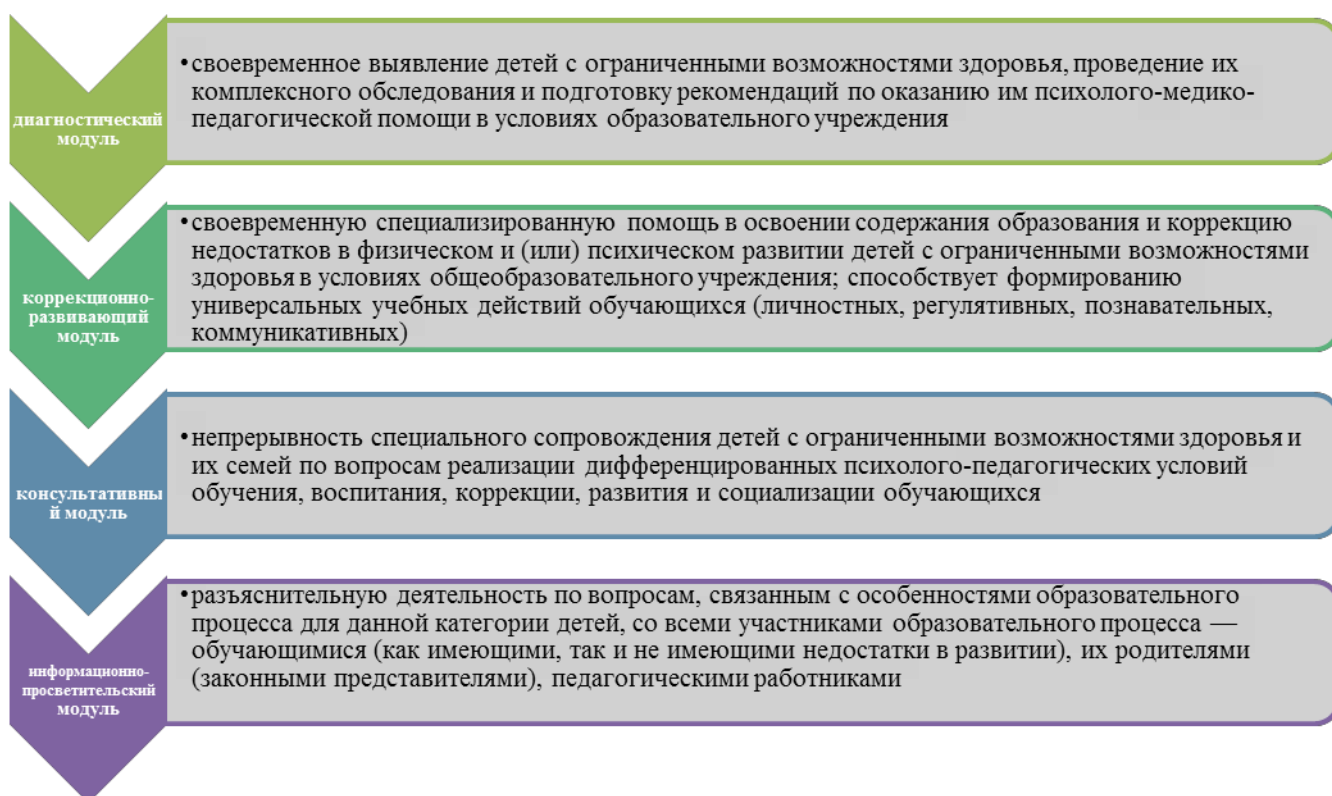 диагностический
модуль
•своевременное выявление детей с ограниченными возможностями здоровья, проведение их
комплексного обследования и подготовку рекомендаций по оказанию им психолого-медико-
педагогической помощи в условиях образовательного учреждения
коррекционно-
развивающий
модуль
•своевременную специализированную помощь в освоении содержания образования и коррекцию
недостатков в физическом и (или) психическом развитии детей с ограниченными возможностями
здоровья в условиях общеобразовательного учреждения; способствует формированию
универсальных учебных действий обучающихся (личностных, регулятивных, познавательных,
коммуникативных)
консультативны
й модуль
•непрерывность специального сопровождения детей с ограниченными возможностями здоровья и
их семей по вопросам реализации дифференцированных психолого-педагогических условий
обучения, воспитания, коррекции, развития и социализации обучающихся
информационно-
просветительский
модуль
•разъяснительную деятельность по вопросам, связанным с особенностями образовательного
процесса для данной категории детей, со всеми участниками образовательного процесса —
обучающимися (как имеющими, так и не имеющими недостатки в развитии), их родителями
(законными представителями), педагогическими работниками